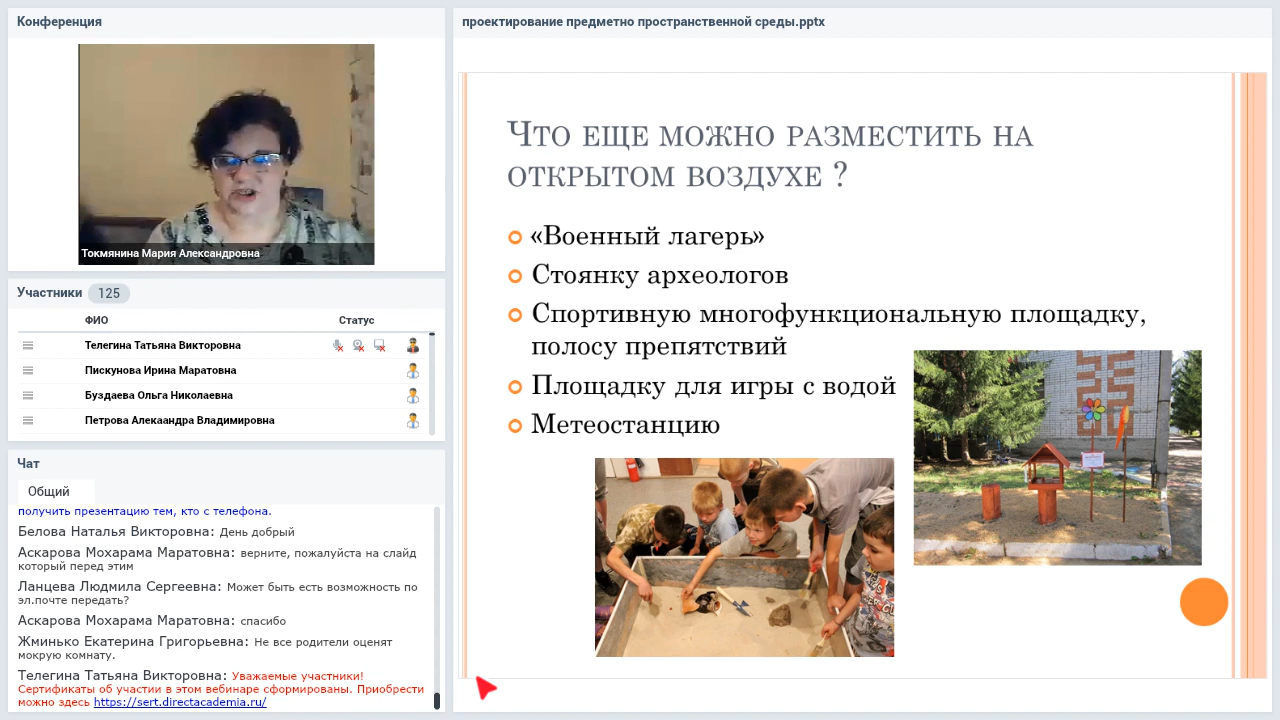 Конференция
Токмянина Мария Александровна
Участники 125
ФИО Статус
Телегина Татьяна Викторовна
Пискунова Ирина Маратовна
Буздаева Ольга Николаевна
Петрова Алекаандра Владимировна
Чат
Общий
получить презентацию тем, кто с телефона.
Белова Наталья Викторовна: День добрый
Аскарова Мохарама Маратовна: верните, пожалуйста на слайд
который перед этим
Ланцева Людмила Сергеевна: Может быть есть возможность по
эл.почте передать?
Аскарова Мохарама Маратовна: спасибо
Жминько Екатерина Григорьевна: Не все родители оценят
мокрую комнату.
Телегина Татьяна Викторовна: Уважаемые участники!
Сертификаты об участии в этом вебинаре сформированы. Приобрести
можно здесь https://sert.directacademia.ru/
проектирование предметно пространственной среды.pptx
Что еще можно разместить на
открытом воздухе ?
«Военный лагерь»
Стоянку археологов
Спортивную многофункциональную площадку,
полосу препятствий
Площадку для игры с водой
Метеостанцию